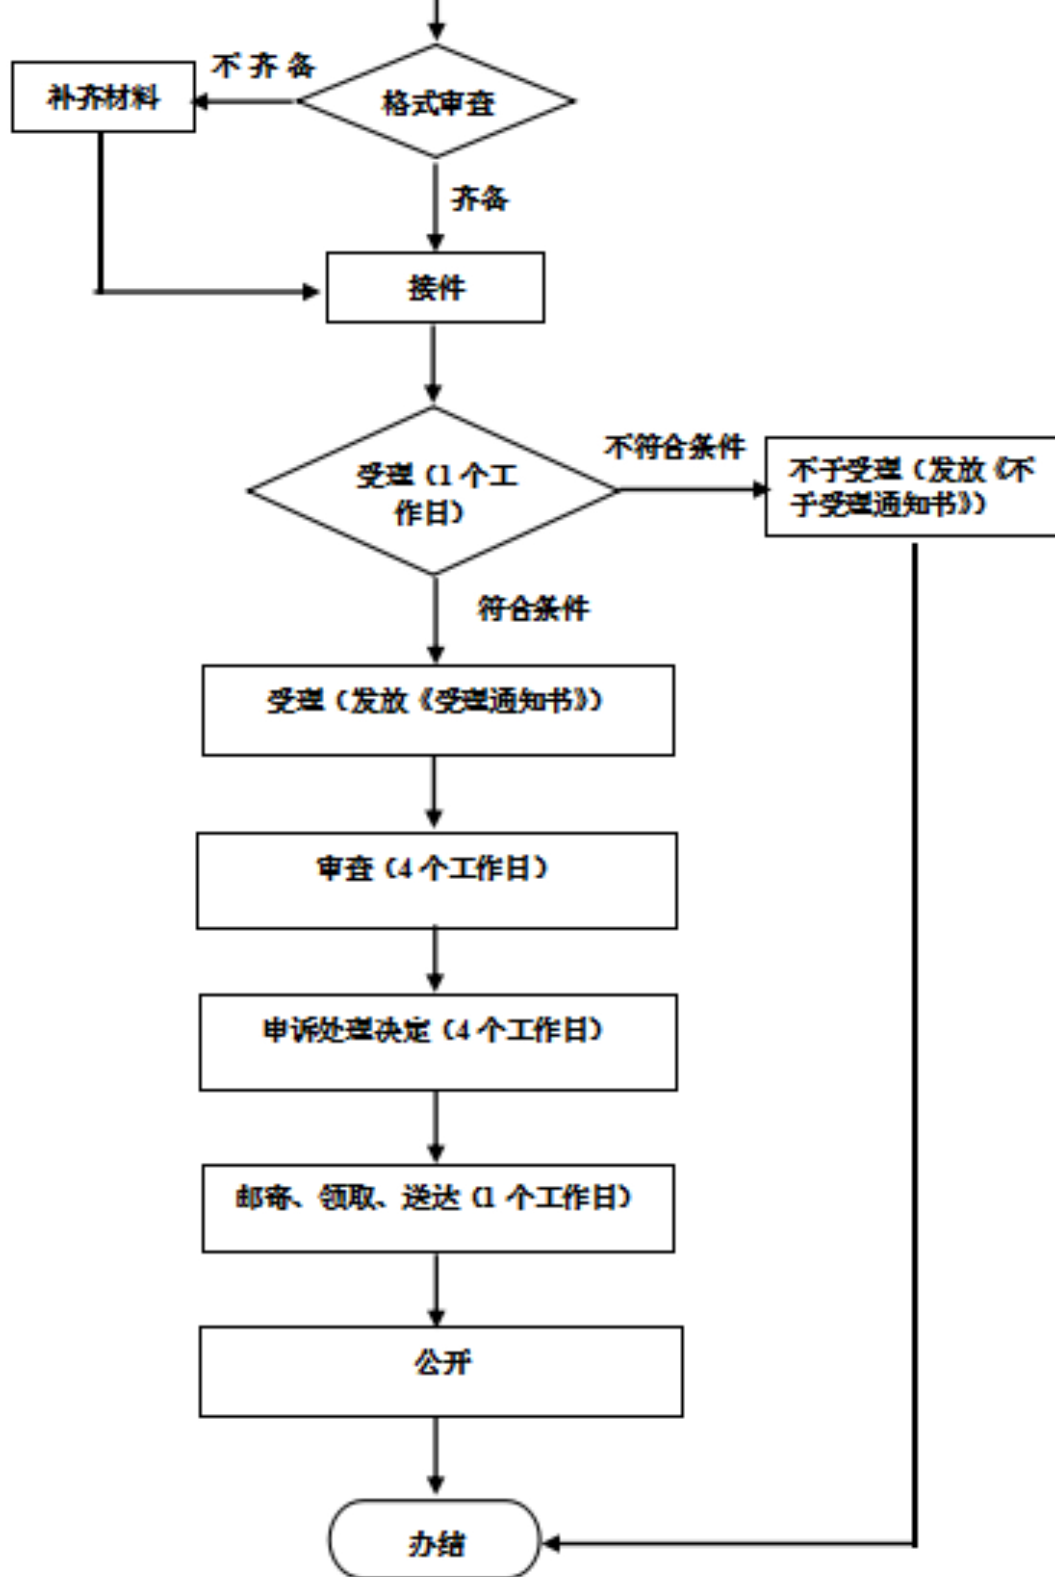 不 齐 备
补齐材料
格式审查
齐备
接件
不符合条件
受理（1 个工
作日）
不予受理（发放《不
予受理通知书》）
符合条件
受理（发放《受理通知书》）
审查（4 个工作日）
申诉处理决定（4 个工作日）
邮寄、领取、送达（1 个工作日）
公开
办结